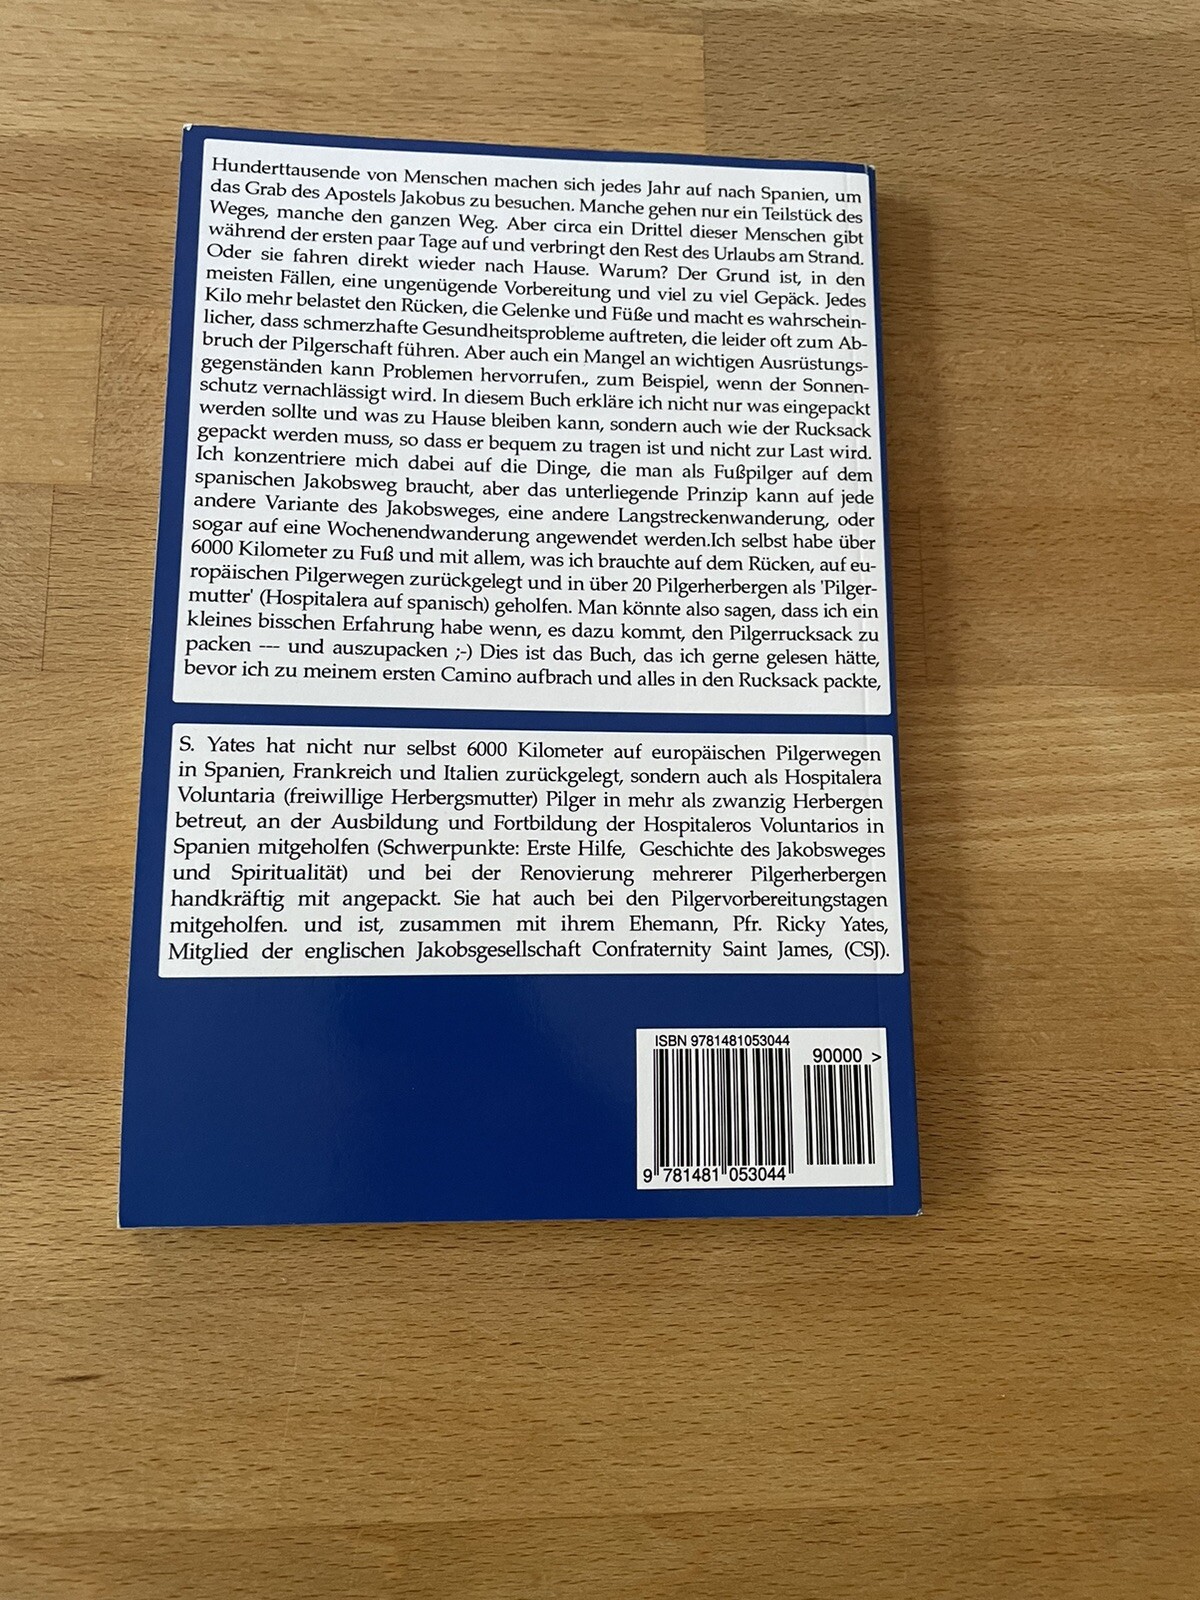 Hunderttausende von Menschen machen sich jedes Jahr auf nach Spanien, um
das Grab des Apostels Jakobus zu besuchen. Manche gehen nur ein Teilstück des
Weges, manche den ganzen Weg. Aber circa ein Drittel dieser Menschen gibt
während der ersten paar Tage auf und verbringt den Rest des Urlaubs am Strand.
Oder sie fahren direkt wieder nach Hause. Warum? Der Grund ist, in den
meisten Fällen, eine ungenügende Vorbereitung und viel zu viel Gepäck. Jedes
Kilo mehr belastet den Rücken, die Gelenke und Füße und macht es wahrschein-
licher, dass schmerzhafte Gesundheitsprobleme auftreten, die leider oft zum Ab-
bruch der Pilgerschaft führen. Aber auch ein Mangel an wichtigen Ausrüstungs-
gegenständen kann Problemen hervorrufen., zum Beispiel, wenn der Sonnen-
schutz vernachlässigt wird. In diesem Buch erkläre ich nicht nur was eingepackt
werden sollte und was zu Hause bleiben kann, sondern auch wie der Rucksack
gepackt werden muss, so dass er bequem zu tragen ist und nicht zur Last wird.
Ich konzentriere mich dabei auf die Dinge, die man als Fußpilger auf dem
spanischen Jakobsweg braucht, aber das unterliegende Prinzip kann auf jede
andere Variante des Jakobsweges, eine andere Langstreckenwanderung, oder
sogar auf eine Wochenendwanderung angewendet werden.Ich selbst habe über
6000 Kilometer zu Fuß und mit allem, was ich brauchte auf dem Rücken, auf eu-
ropäischen Pilgerwegen zurückgelegt und in über 20 Pilgerherbergen als 'Pilger-
mutter' (Hospitalera auf spanisch) geholfen. Man könnte also sagen, dass ich ein
kleines bisschen Erfahrung habe wenn, es dazu kommt, den Pilgerrucksack zu
packen --- und auszupacken ;-) Dies ist das Buch, das ich gerne gelesen hätte,
bevor ich zu meinem ersten Camino aufbrach und alles in den Rucksack packte,
S. Yates hat nicht nur selbst 6000 Kilometer auf europäischen Pilgerwegen
in Spanien, Frankreich und Italien zurückgelegt, sondern auch als Hospitalera
Voluntaria (freiwillige Herbergsmutter) Pilger in mehr als zwanzig Herbergen
betreut, an der Ausbildung und Fortbildung der Hospitaleros Voluntarios in
Spanien mitgeholfen (Schwerpunkte: Erste Hilfe, Geschichte des Jakobsweges
und Spiritualität) und bei der Renovierung mehrerer Pilgerherbergen
handkräftig mit angepackt. Sie hat auch bei den Pilgervorbereitungstagen
mitgeholfen. und ist, zusammen mit ihrem Ehemann, Pfr. Ricky Yates,
Mitglied der englischen Jakobsgesellschaft Confraternity Saint James, (CSJ).
ISBN 9781481053044
90000 >
9 781481 053044